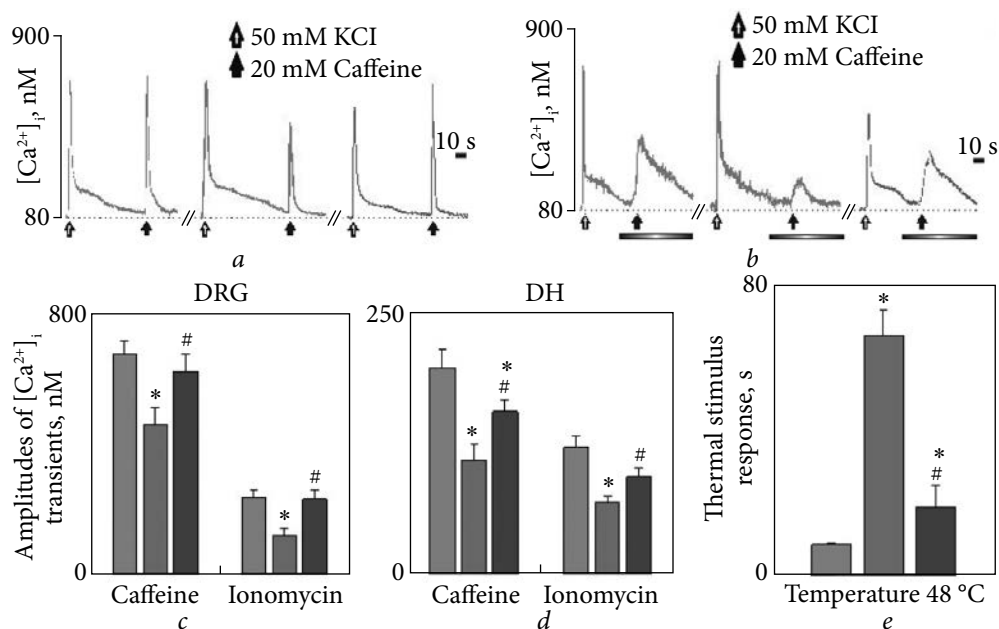 900
[Ca²⁺]ᵢ, nM
80
50 mM KCI
20 mM Caffeine
10 s
//
//
a
900
[Ca²⁺]ᵢ, nM
80
50 mM KCI
20 mM Caffeine
10 s
//
//
b
DRG
Amplitudes of [Ca²⁺]ᵢ
transients, nM
800
0
*
#
*
#
Caffeine
Ionomycin
c
DH
250
0
*
*
#
*
#
Caffeine
Ionomycin
d
Thermal stimulus
response, s
80
0
*
*
#
Temperature 48 °C
e